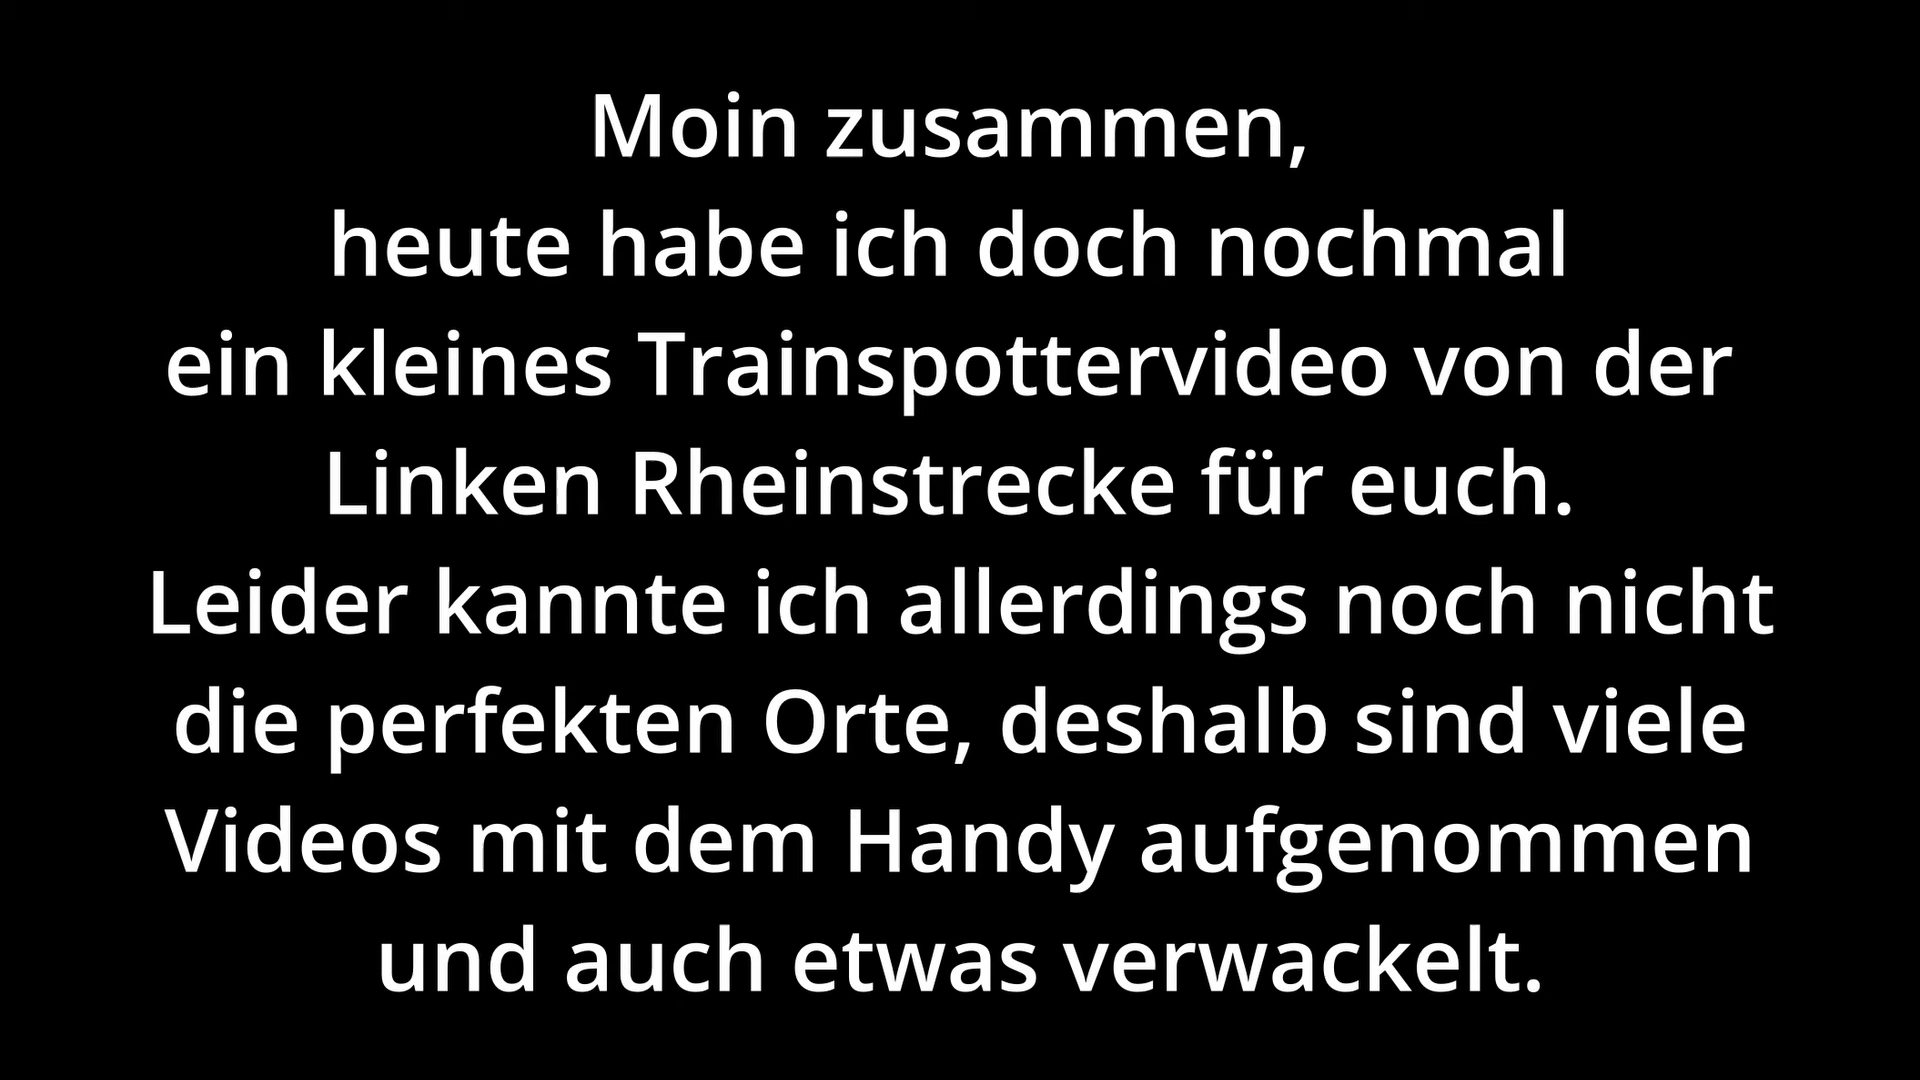 Moin zusammen,
heute habe ich doch nochmal
ein kleines Trainspottervideo von der
Linken Rheinstrecke für euch.
Leider kannte ich allerdings noch nicht
die perfekten Orte, deshalb sind viele
Videos mit dem Handy aufgenommen
und auch etwas verwackelt.